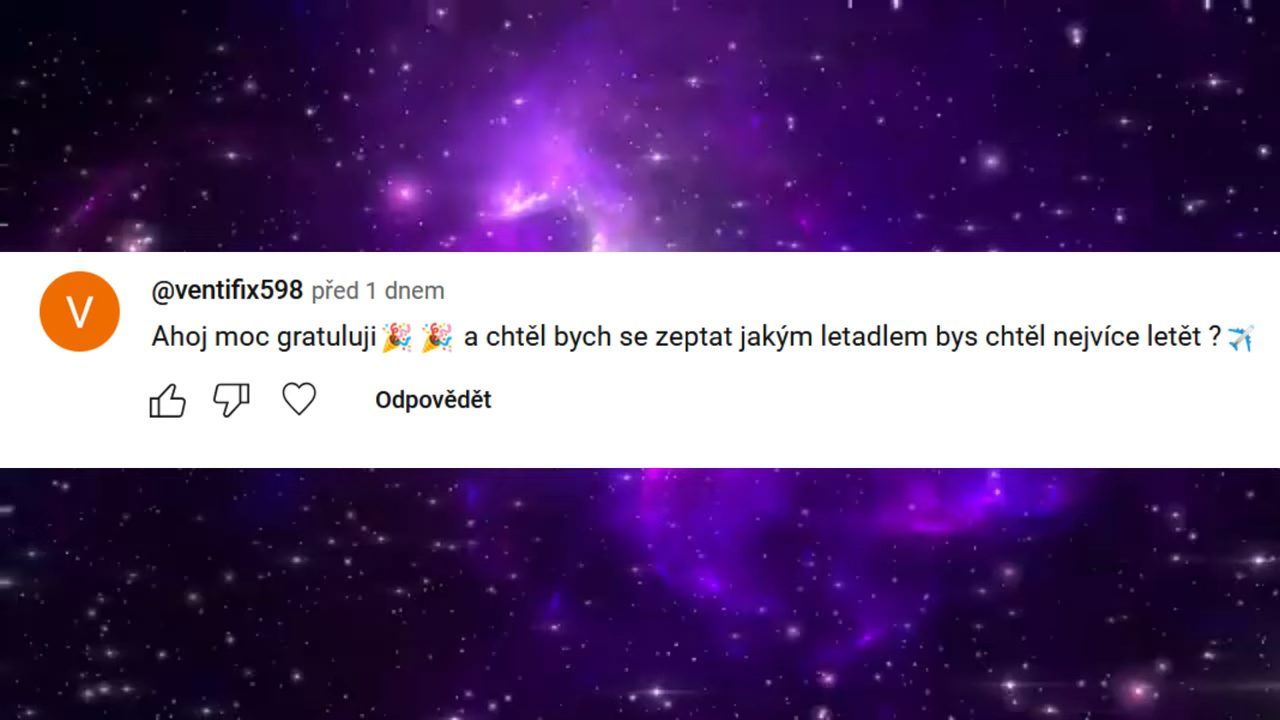 V
@ventifix598 před 1 dnem
Ahoj moc gratuluji🎉 🎉 a chtěl bych se zeptat jakým letadlem bys chtěl nejvíce letět ?✈️
Odpovědět